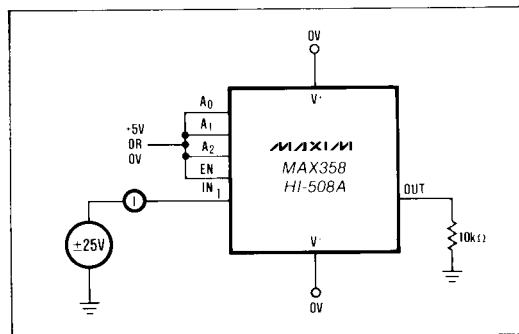 0V
V+
A0
A1
A2
EN
IN1
+5V
OR
0V
MAXIM
MAX358
HI-508A
OUT
I
±25V
10kΩ
V-
0V